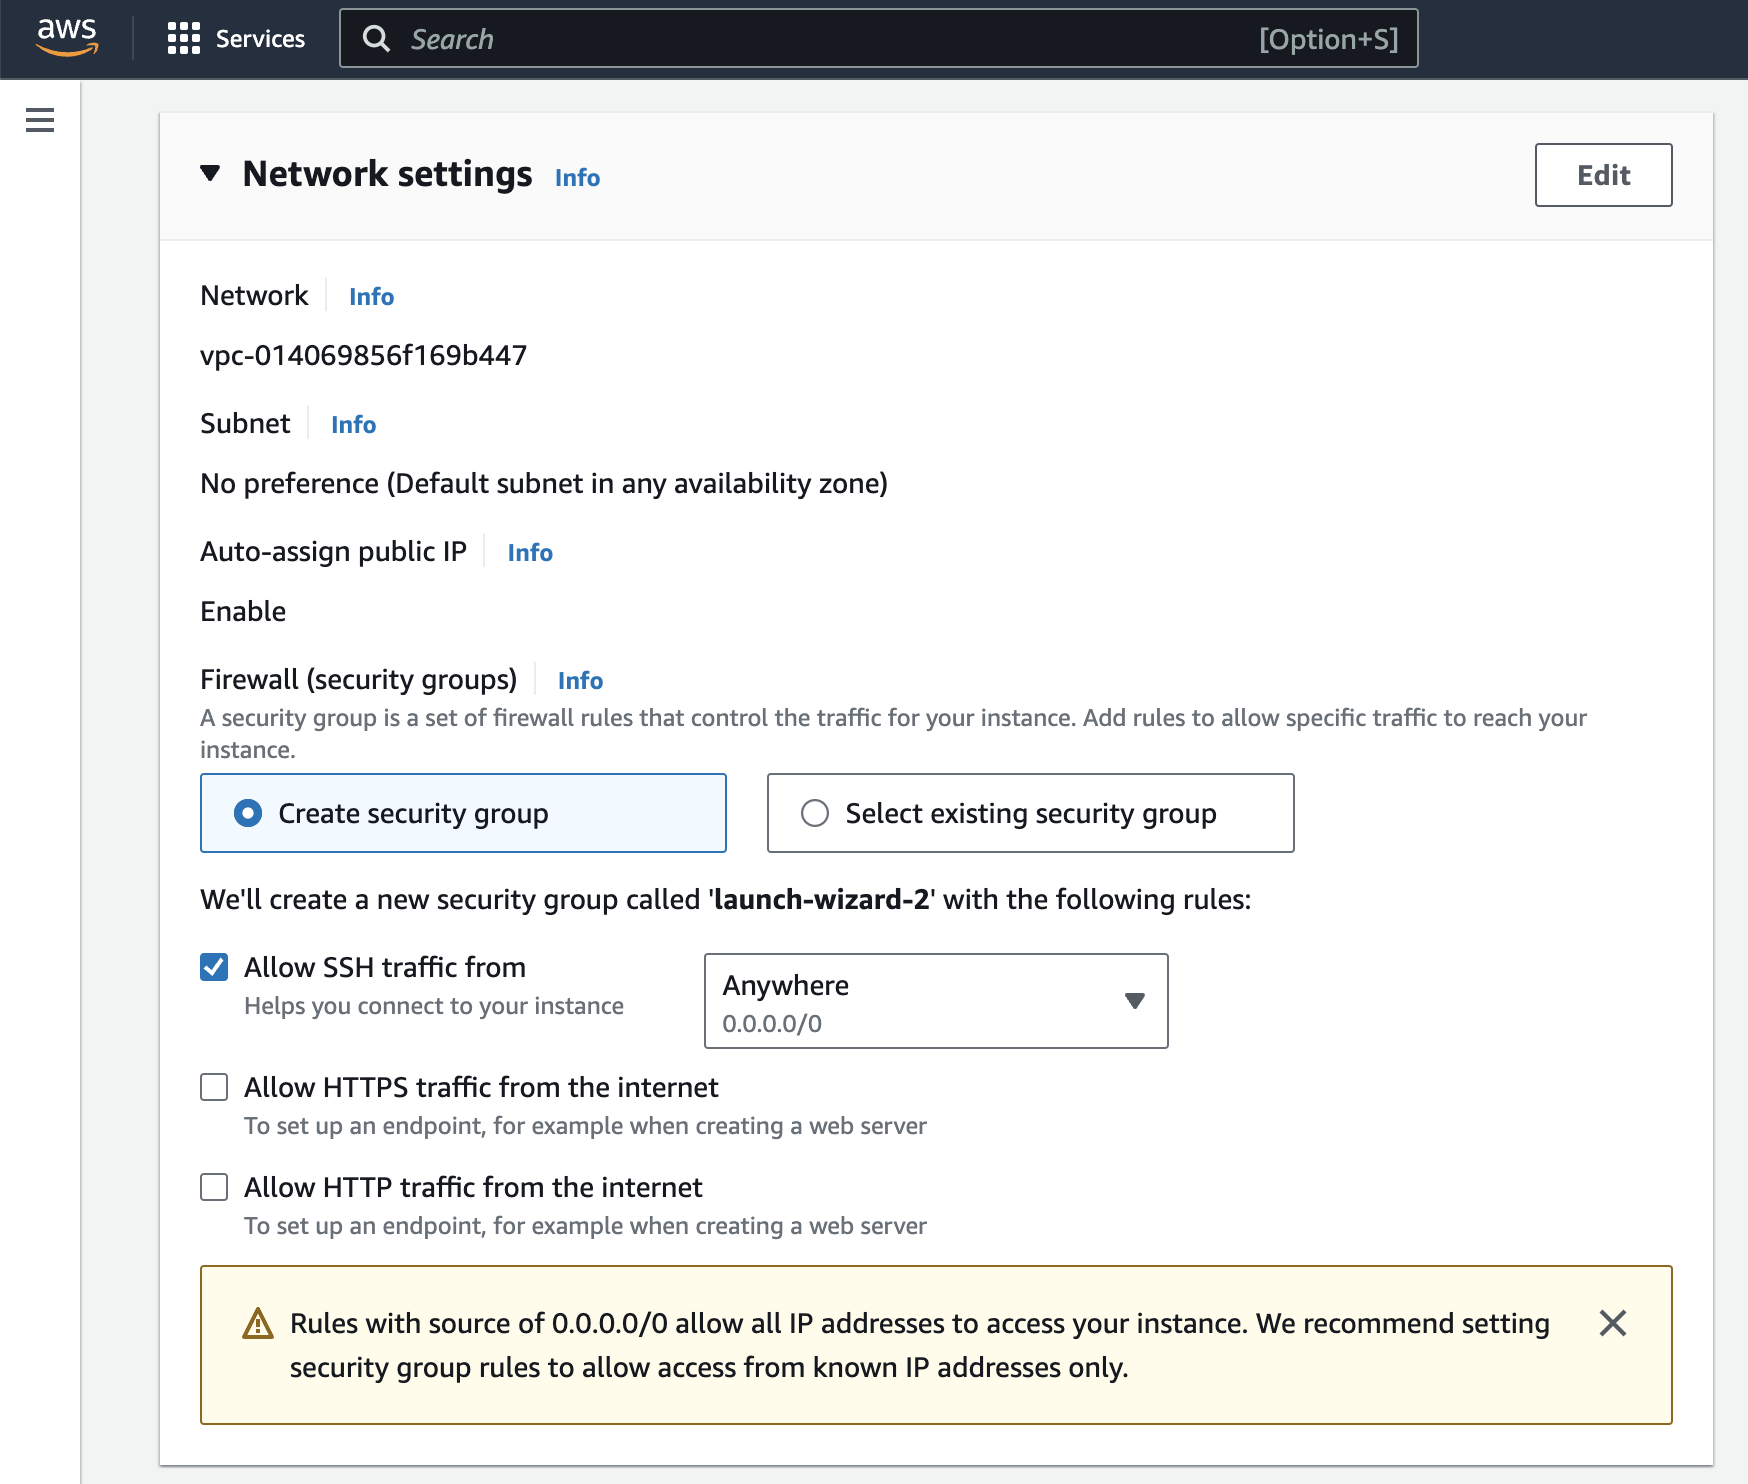 aws
Services
Search
[Option+S]
Network settings Info
Edit
Network Info
vpc-014069856f169b447
Subnet Info
No preference (Default subnet in any availability zone)
Auto-assign public IP Info
Enable
Firewall (security groups) Info
A security group is a set of firewall rules that control the traffic for your instance. Add rules to allow specific traffic to reach your
instance.
Create security group
Select existing security group
We'll create a new security group called 'launch-wizard-2' with the following rules:
Allow SSH traffic from
Helps you connect to your instance
Anywhere
0.0.0.0/0
Allow HTTPS traffic from the internet
To set up an endpoint, for example when creating a web server
Allow HTTP traffic from the internet
To set up an endpoint, for example when creating a web server
Rules with source of 0.0.0.0/0 allow all IP addresses to access your instance. We recommend setting
security group rules to allow access from known IP addresses only.